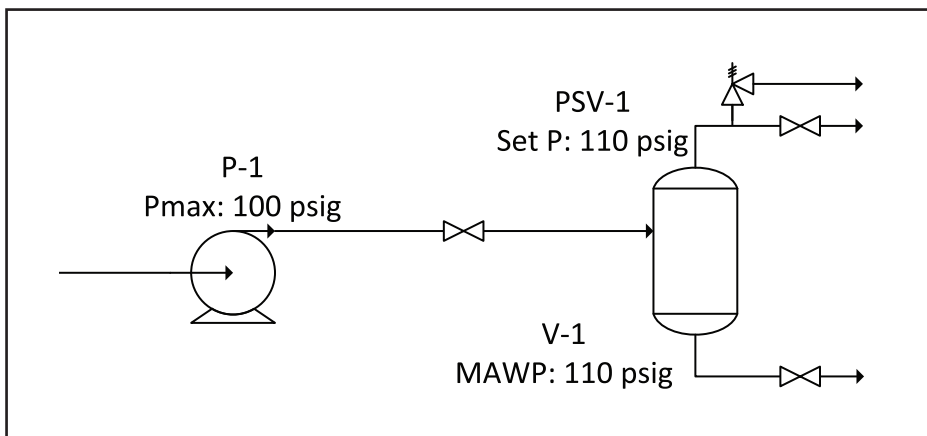 PSV-1
Set P: 110 psig
P-1
Pmax: 100 psig
V-1
MAWP: 110 psig